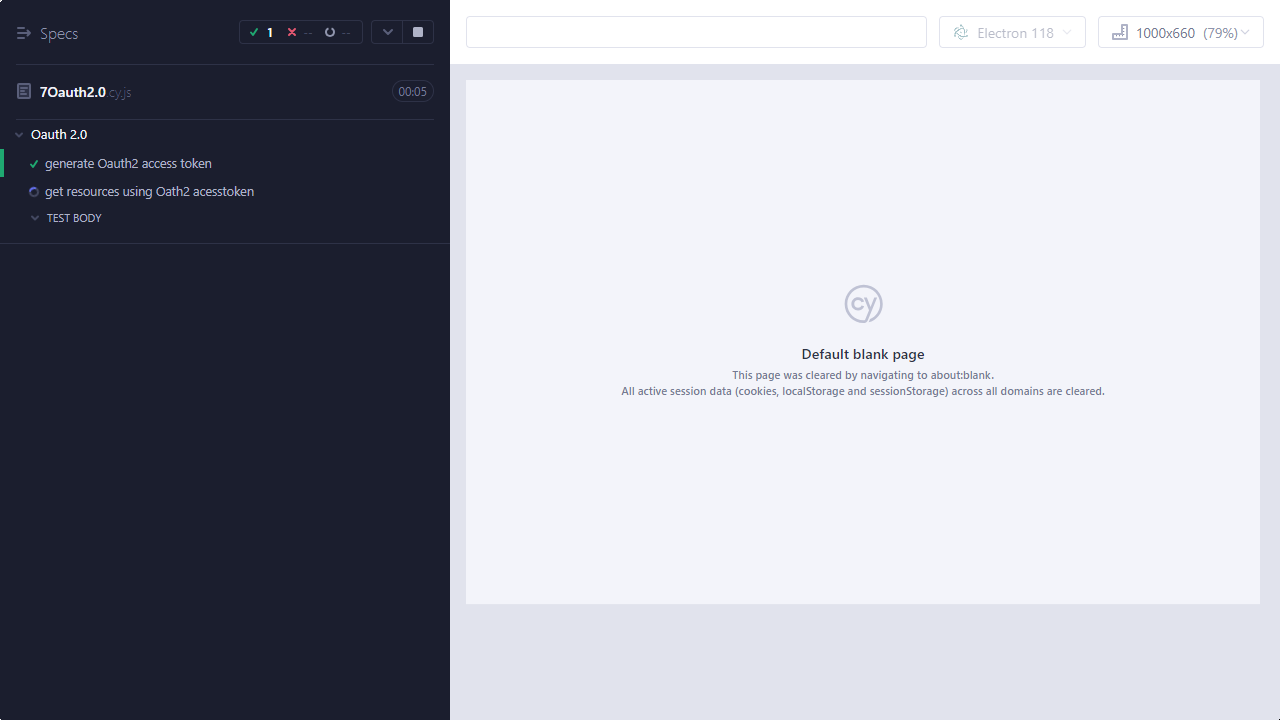 Specs
1
--
--
7Oauth2.0.cy.js
00:05
Oauth 2.0
generate Oauth2 access token
get resources using Oath2 acesstoken
TEST BODY
Electron 118
1000x660 (79%)
cy
Default blank page
This page was cleared by navigating to about:blank.
All active session data (cookies, localStorage and sessionStorage) across all domains are cleared.